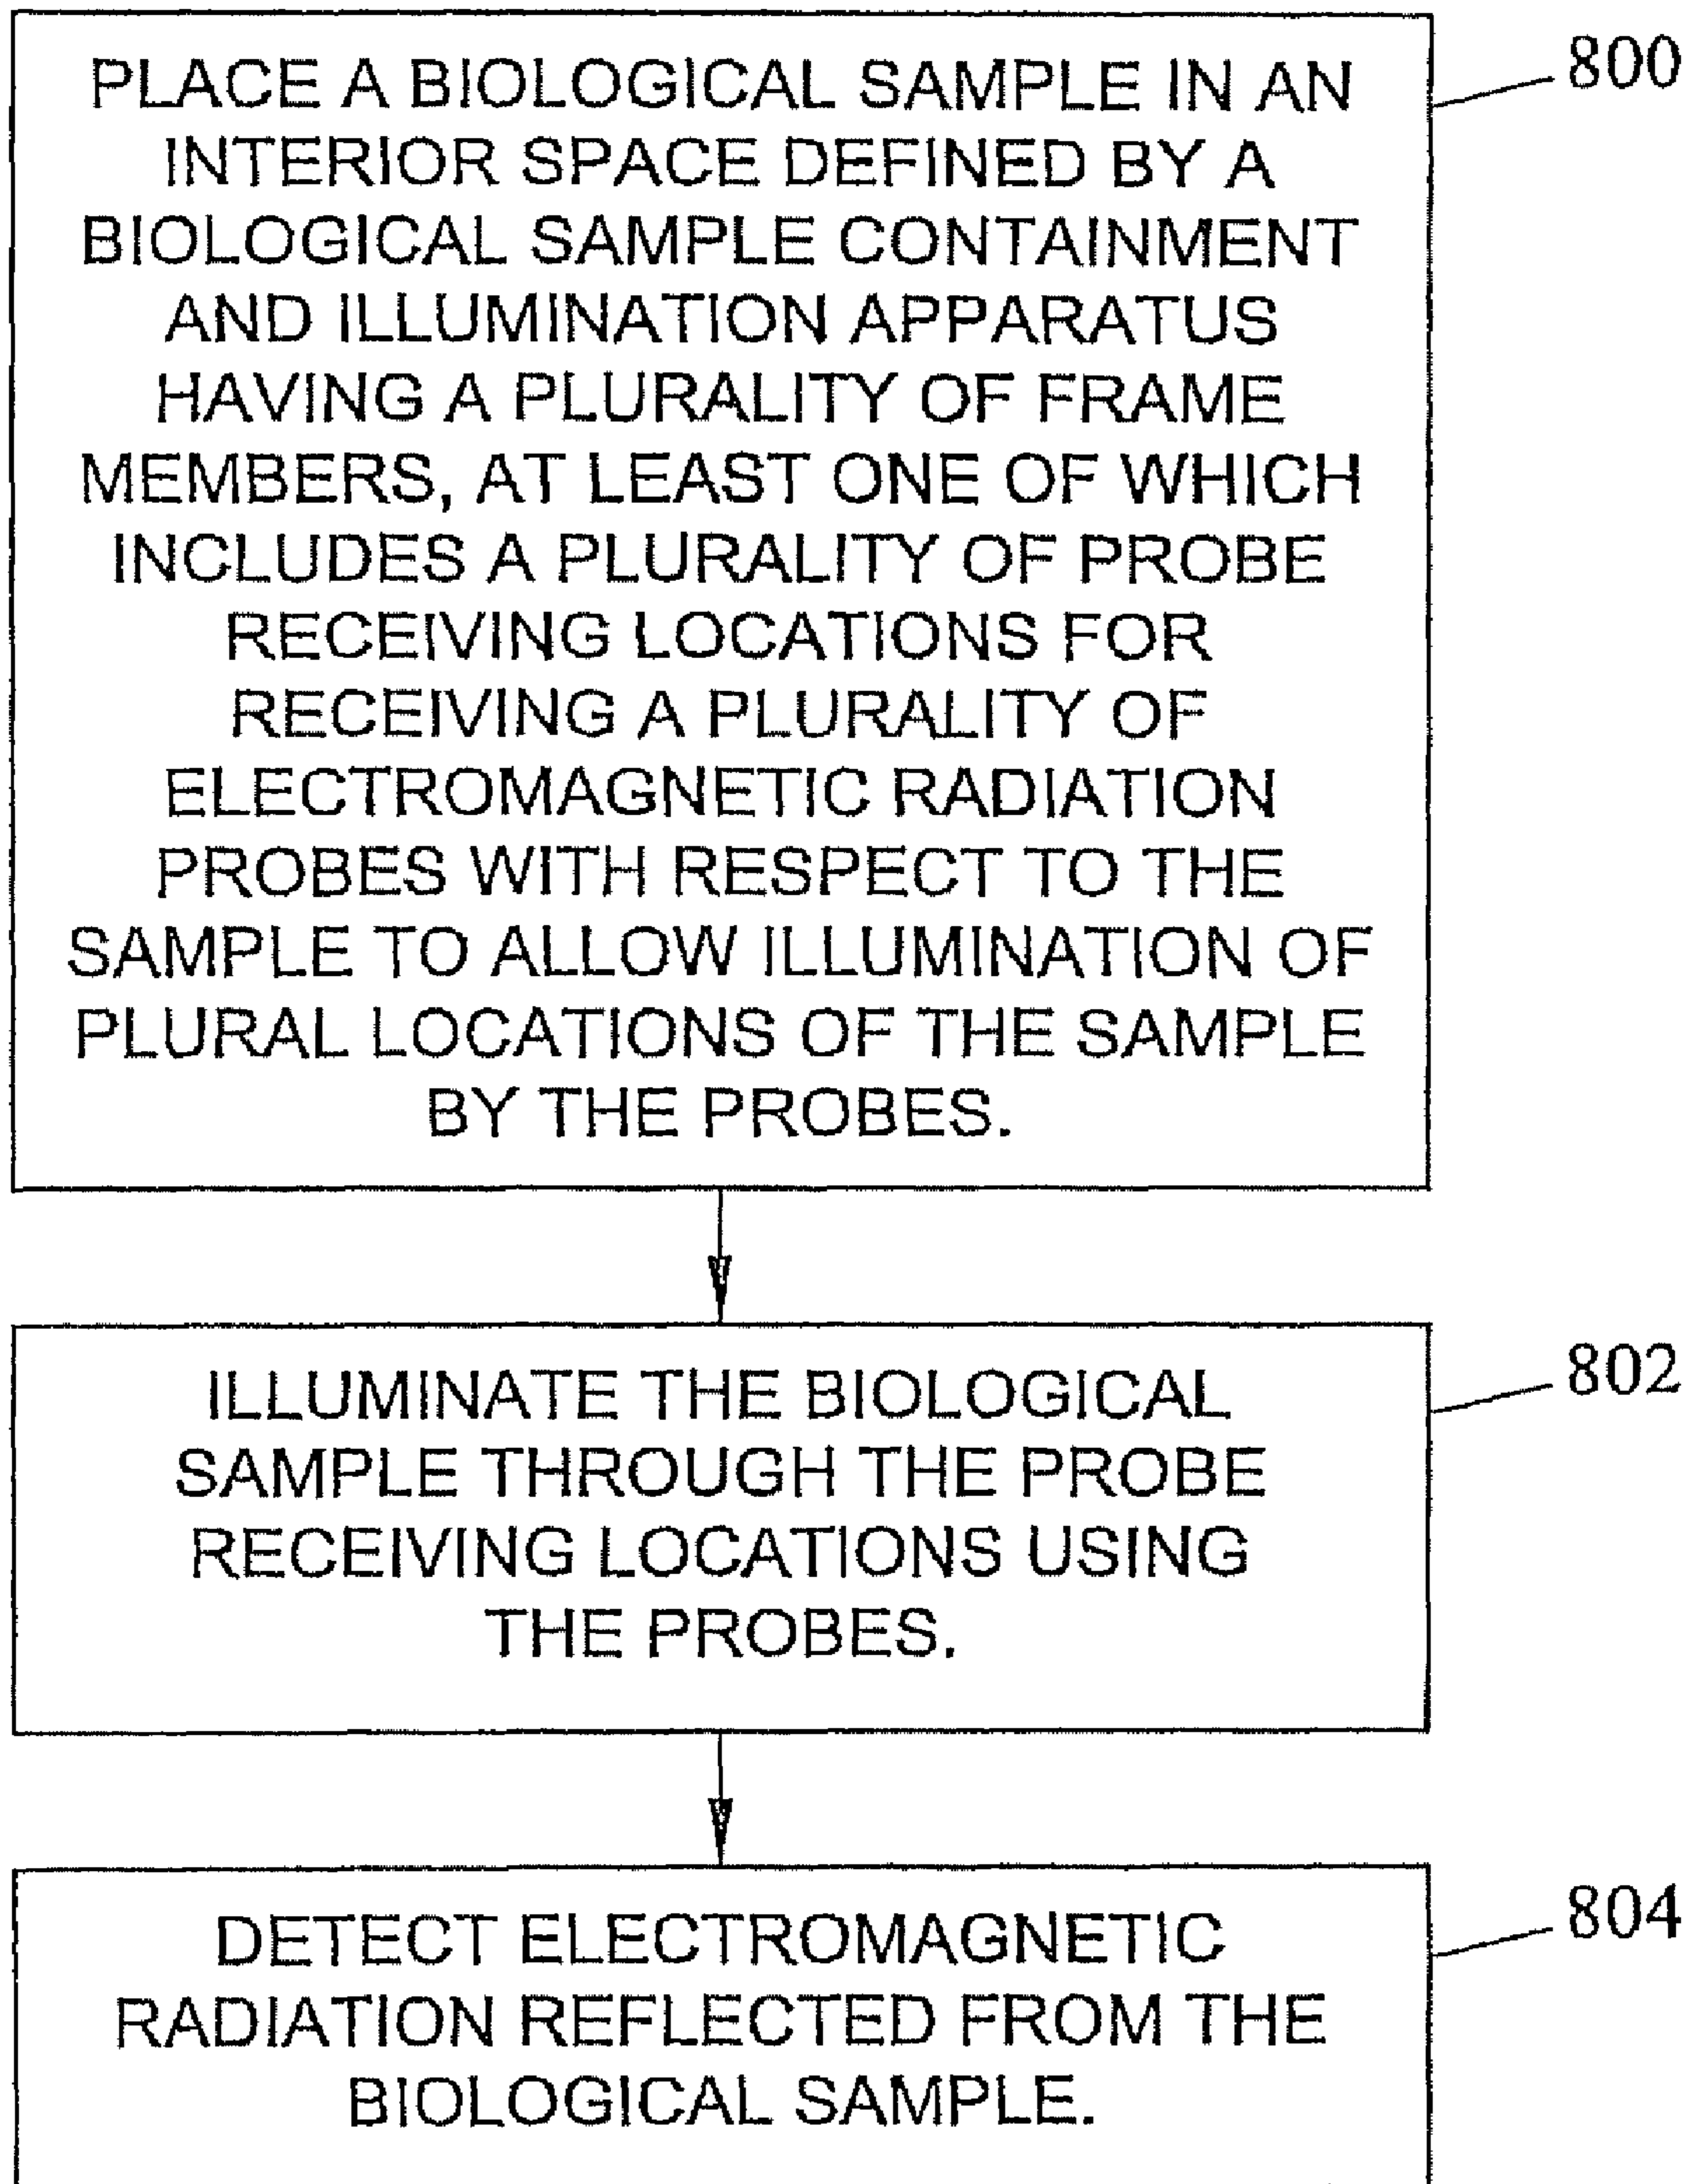 PLACE A BIOLOGICAL SAMPLE IN AN
INTERIOR SPACE DEFINED BY A
BIOLOGICAL SAMPLE CONTAINMENT
AND ILLUMINATION APPARATUS
HAVING A PLURALITY OF FRAME
MEMBERS, AT LEAST ONE OF WHICH
INCLUDES A PLURALITY OF PROBE
RECEIVING LOCATIONS FOR
RECEIVING A PLURALITY OF
ELECTROMAGNETIC RADIATION
PROBES WITH RESPECT TO THE
SAMPLE TO ALLOW ILLUMINATION OF
PLURAL LOCATIONS OF THE SAMPLE
BY THE PROBES.
800
ILLUMINATE THE BIOLOGICAL
SAMPLE THROUGH THE PROBE
RECEIVING LOCATIONS USING
THE PROBES.
802
DETECT ELECTROMAGNETIC
RADIATION REFLECTED FROM THE
BIOLOGICAL SAMPLE.
804